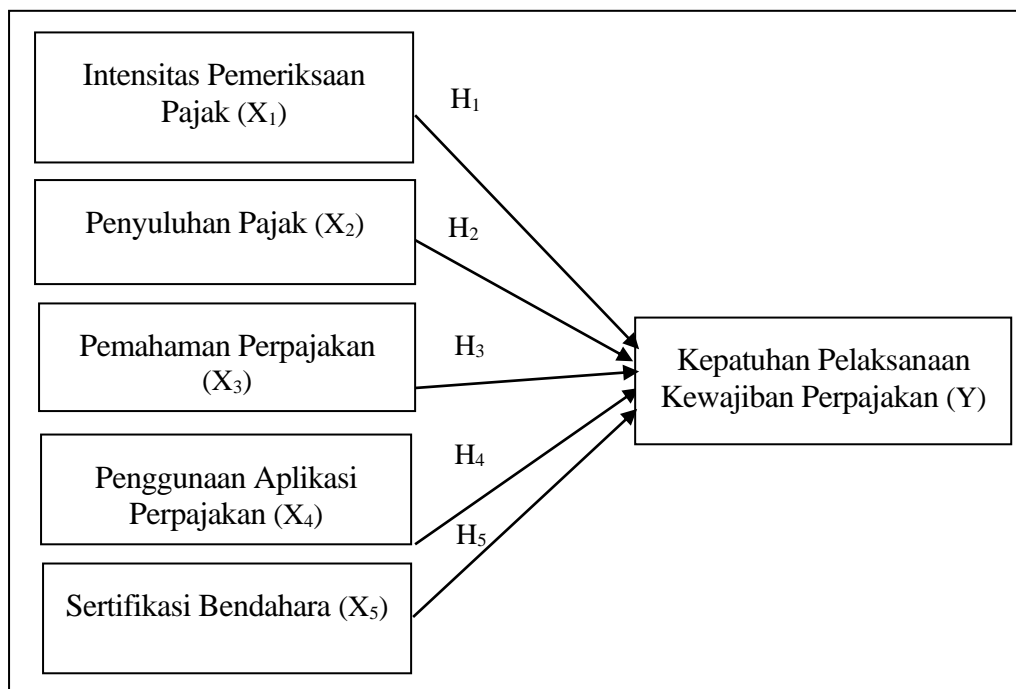 Intensitas Pemeriksaan
Pajak (X₁)
H₁
Penyuluhan Pajak (X₂)
H₂
Pemahaman Perpajakan
(X₃)
H₃
Kepatuhan Pelaksanaan
Kewajiban Perpajakan (Y)
Penggunaan Aplikasi
Perpajakan (X₄)
H₄
Sertifikasi Bendahara (X₅)
H₅